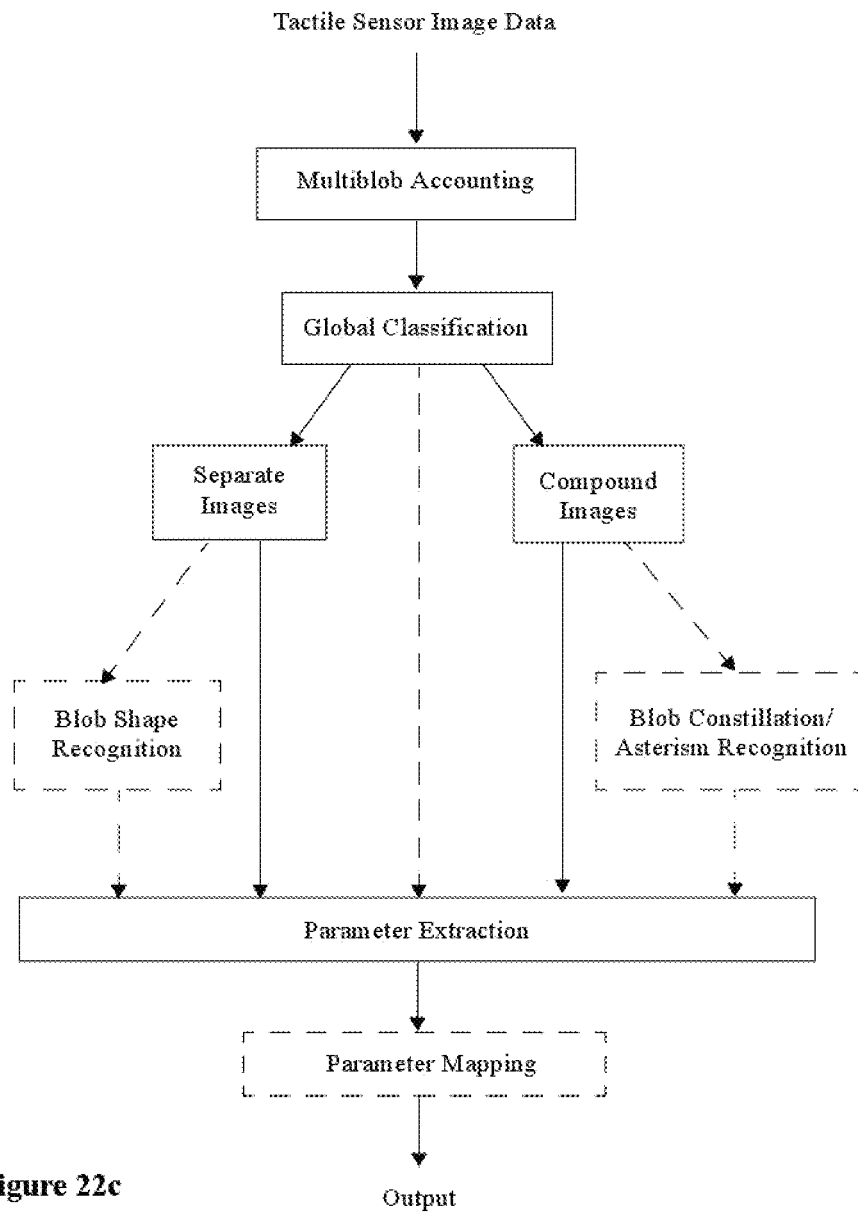 Tactile Sensor Image Data
Multiblob Accounting
Global Classification
Separate
Images
Compound
Images
Blob Shape
Recognition
Blob Constillation/
Asterism Recognition
Parameter Extraction
Parameter Mapping
Output
igure 22c